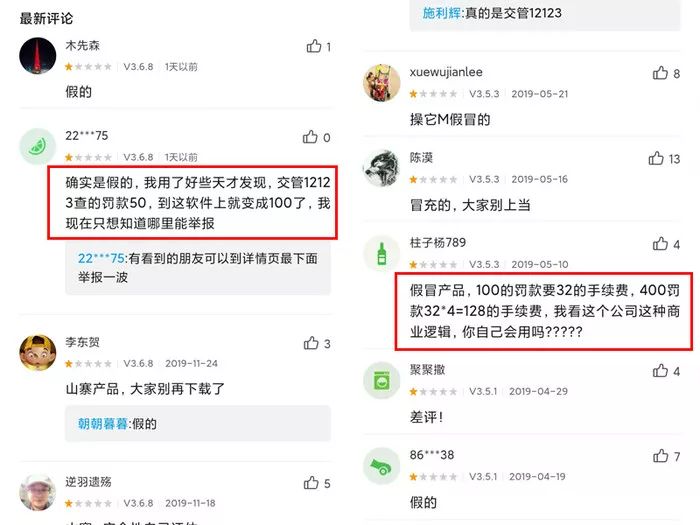 最新评论
木先森
1
V3.6.8 1天以前
假的
22***75
0
V3.6.8 1天以前
确实是假的，我用了好些天才发现，交管1212
3查的罚款50，到这软件上就变成100了，我
现在只想知道哪里能举报
22***75:有看到的朋友可以到详情页最下面
举报一波
李东贺
3
V3.6.8 2019-11-24
山寨产品，大家别再下载了
朝朝暮暮:假的
逆羽遗殇
5
V3.6.8 2019-11-18
施利辉:真的是交管12123
xuewujianlee
8
V3.5.3 2019-05-21
操它M假冒的
陈漠
13
V3.5.3
冒充的，大家别上当
柱子杨789
4
V3.5.3 2019-05-10
假冒产品，100的罚款要32的手续费，400罚
款32*4=128的手续费，我看这个公司这种商
业逻辑，你自己会用吗?????
聚聚撤
4
V3.5.1 2019-04-29
差评！
86***38
7
V3.5.1 2019-04-19
假的